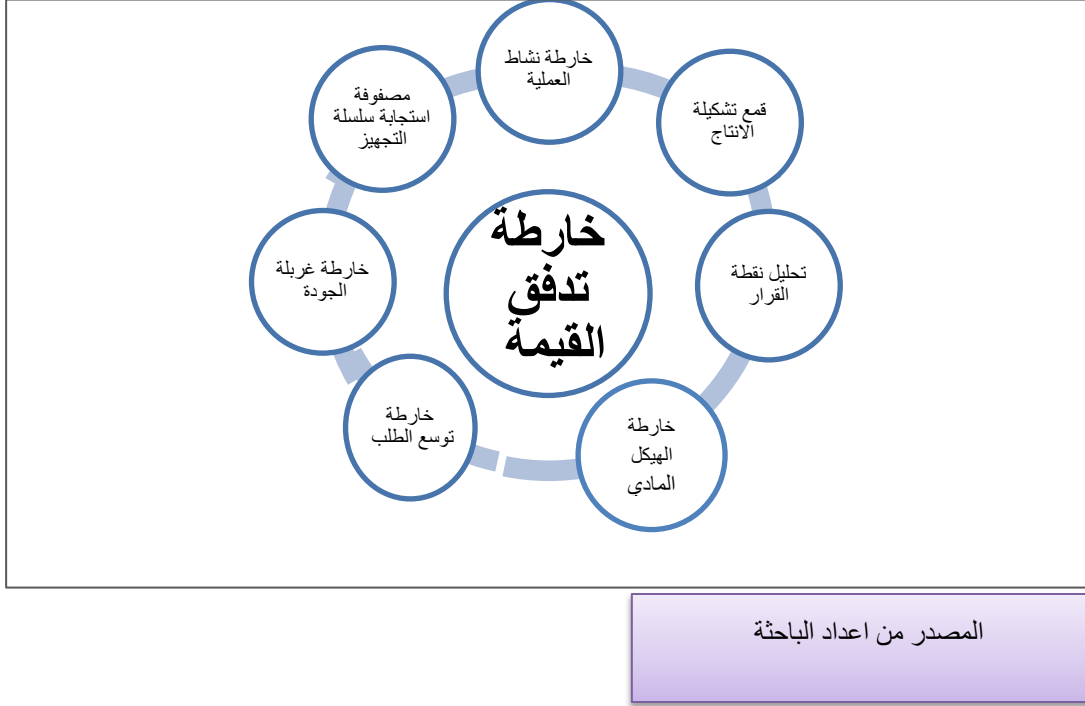 خارطة نشاط
العملية
قمع تشكيلة
الانتاج
تحليل نقطة
القرار
خارطة
الهيكل
المادي
خارطة
توسع الطلب
خارطة غربلة
الجودة
مصفوفة
استجابة سلسلة
التجهيز
خارطة
تدفق
القيمة
المصدر من اعداد الباحثة